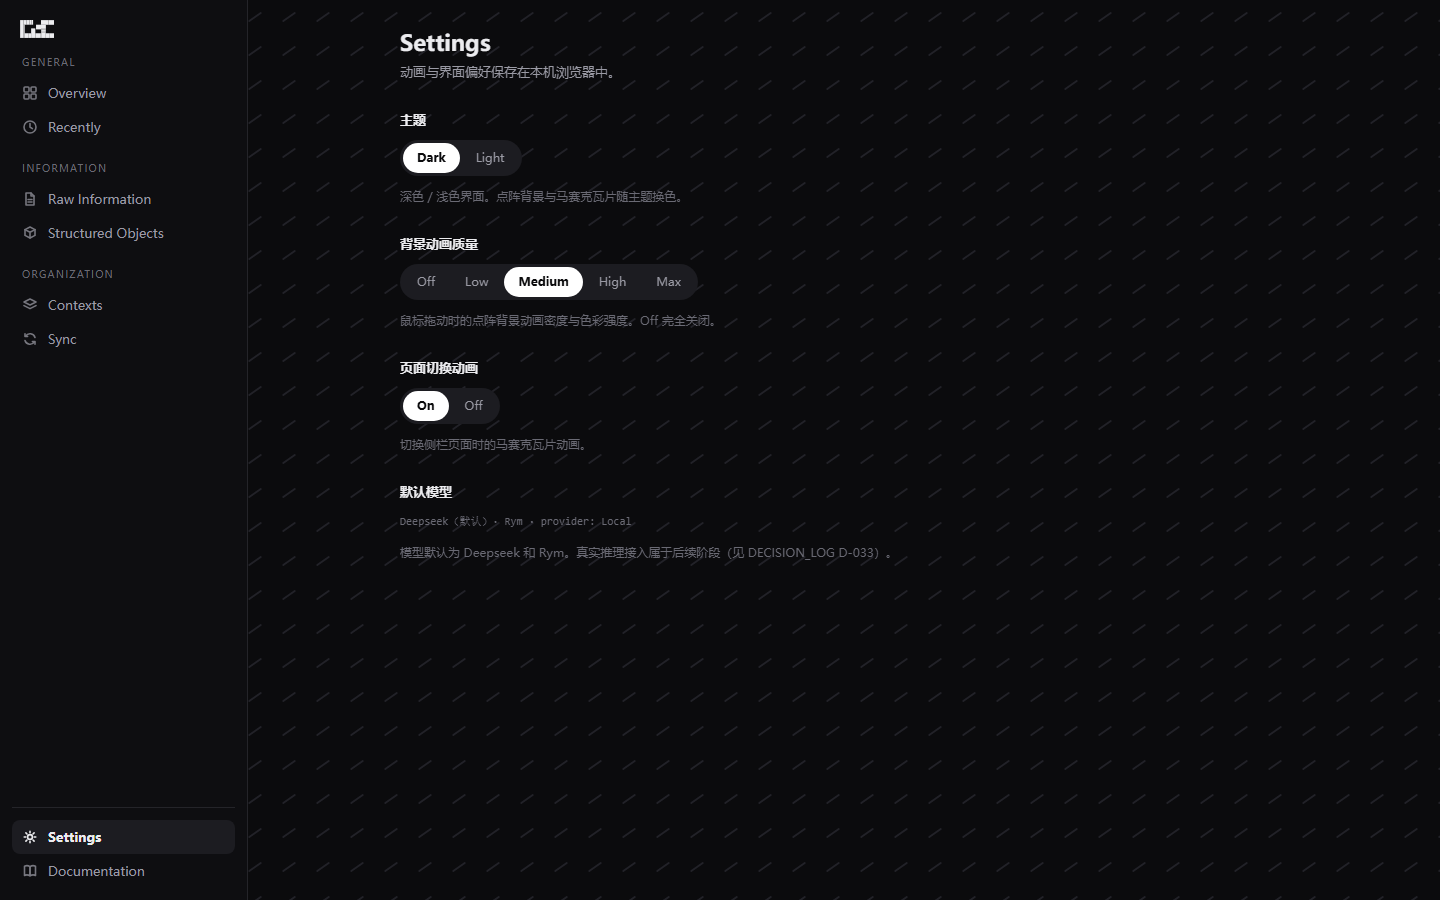 GENERAL
Overview
Recently
INFORMATION
Raw Information
Structured Objects
ORGANIZATION
Contexts
Sync
Settings
Documentation
Settings
动画与界面偏好保存在本机浏览器中。
主题
Dark Light
深色 / 浅色界面。点阵背景与马赛克瓦片随主题换色。
背景动画质量
Off Low Medium High Max
鼠标拖动时的点阵背景动画密度与色彩强度。Off 完全关闭。
页面切换动画
On Off
切换侧栏页面时的马赛克瓦片动画。
默认模型
Deepseek（默认）· Rym · provider: Local
模型默认为 Deepseek 和 Rym。真实推理接入属于后续阶段（见 DECISION_LOG D-033）。